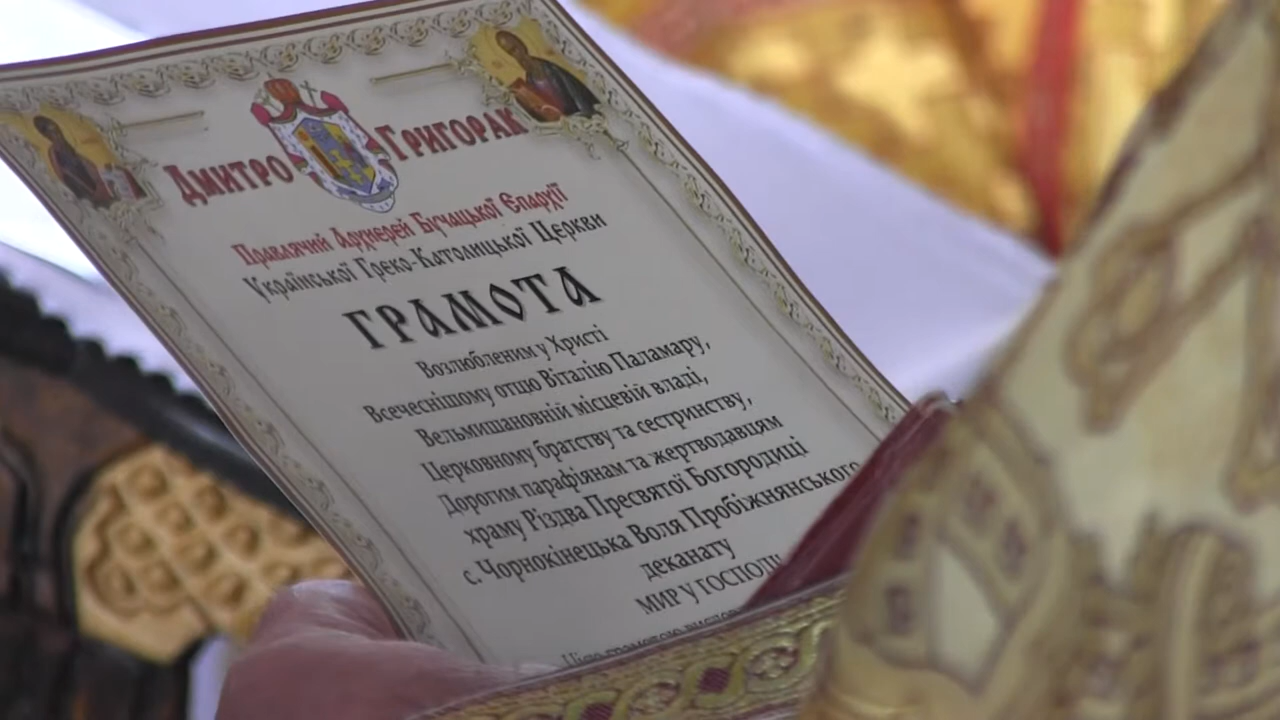 Дмитро Григорак
Правлячий Архиєрей Бучацької Єпархії
Української Греко-Католицької Церкви
ГРАМОТА
Возлюбленим у Христі
Всечеснішому отцю Віталію Паламару,
Вельмишановній місцевій владі,
Церковному братству та сестринству,
Дорогим парафіянам та жертводавцям
храму Різдва Пресвятої Богородиці
с. Чорнокінецька Воля Пробіжнянського
деканату
МИР У ГОСПОДІ
Цією грамотою